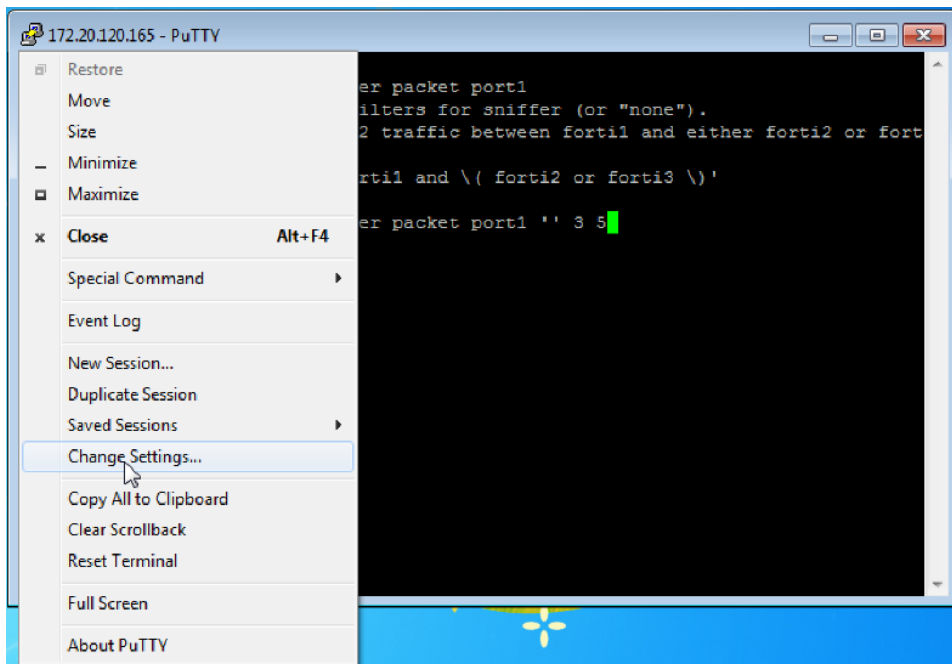 172.20.120.165 - PuTTY
Restore
Move
Size
Minimize
Maximize
Close Alt+F4
Special Command
Event Log
New Session...
Duplicate Session
Saved Sessions
Change Settings...
Copy All to Clipboard
Clear Scrollback
Reset Terminal
Full Screen
About PuTTY
er packet port1
ilters for sniffer (or "none").
2 traffic between forti1 and either forti2 or fort
rti1 and \( forti2 or forti3 \)'
er packet port1 '' 3 5